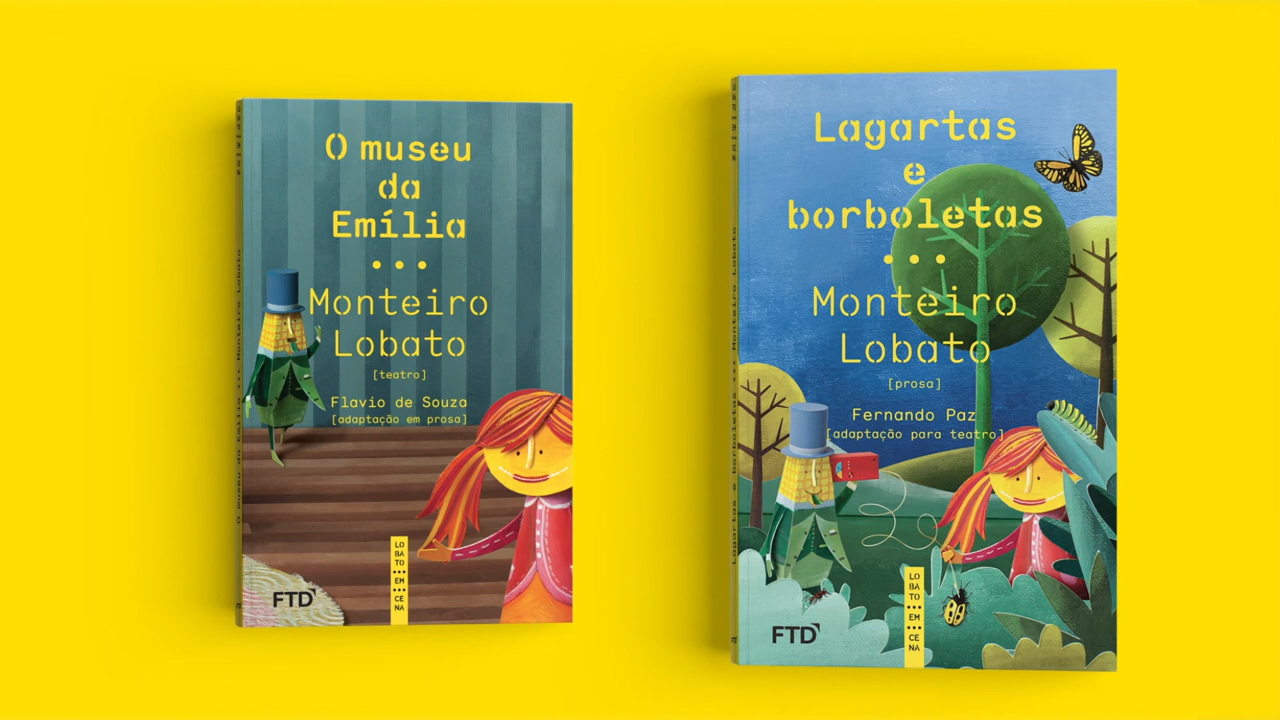 O museu
da
Emília
•••
Monteiro
Lobato
[teatro]
Flavio de Souza
[adaptação em prosa]
LO
BA
TO
•••
EM
•••
CE
NA
FTD
O museu da Emília ••• Monteiro Lobato
Lagartas
e
borboletas
•••
Monteiro
Lobato
[prosa]
Fernando Paz
[adaptação para teatro]
LO
BA
TO
•••
EM
•••
CE
NA
FTD
Lagartas e borboletas ••• Monteiro Lobato